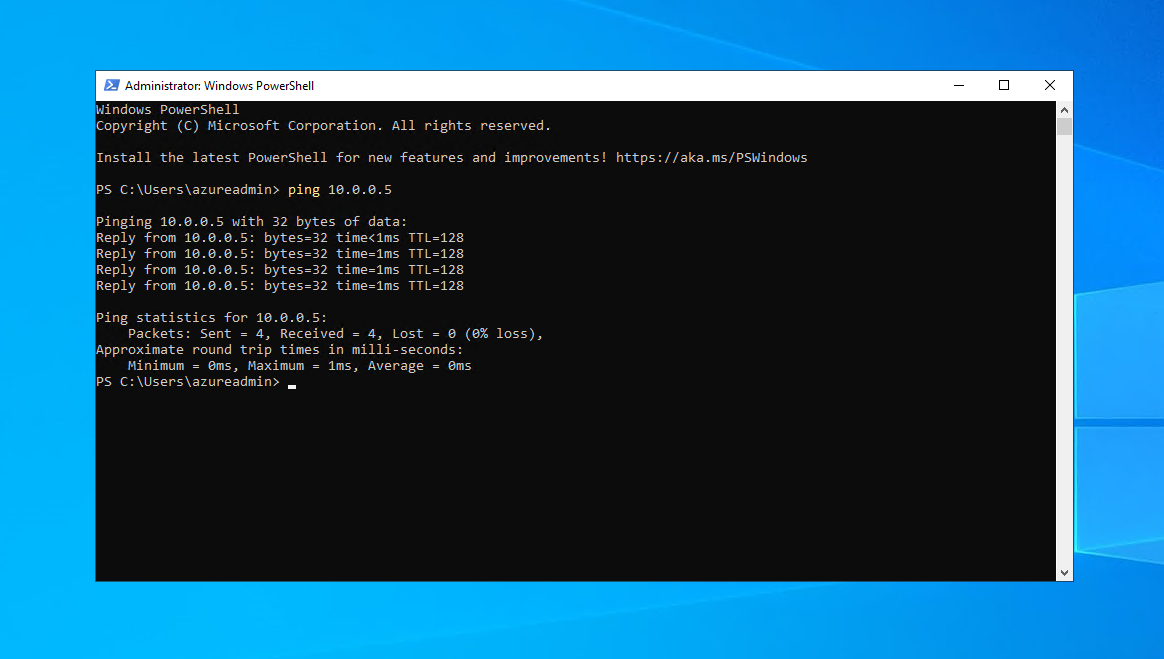 Administrator: Windows PowerShell
Windows PowerShell
Copyright (C) Microsoft Corporation. All rights reserved.
Install the latest PowerShell for new features and improvements! https://aka.ms/PSWindows
PS C:\Users\azureadmin> ping 10.0.0.5
Pinging 10.0.0.5 with 32 bytes of data:
Reply from 10.0.0.5: bytes=32 time<1ms TTL=128
Reply from 10.0.0.5: bytes=32 time=1ms TTL=128
Reply from 10.0.0.5: bytes=32 time=1ms TTL=128
Reply from 10.0.0.5: bytes=32 time=1ms TTL=128
Ping statistics for 10.0.0.5:
    Packets: Sent = 4, Received = 4, Lost = 0 (0% loss),
Approximate round trip times in milli-seconds:
    Minimum = 0ms, Maximum = 1ms, Average = 0ms
PS C:\Users\azureadmin>